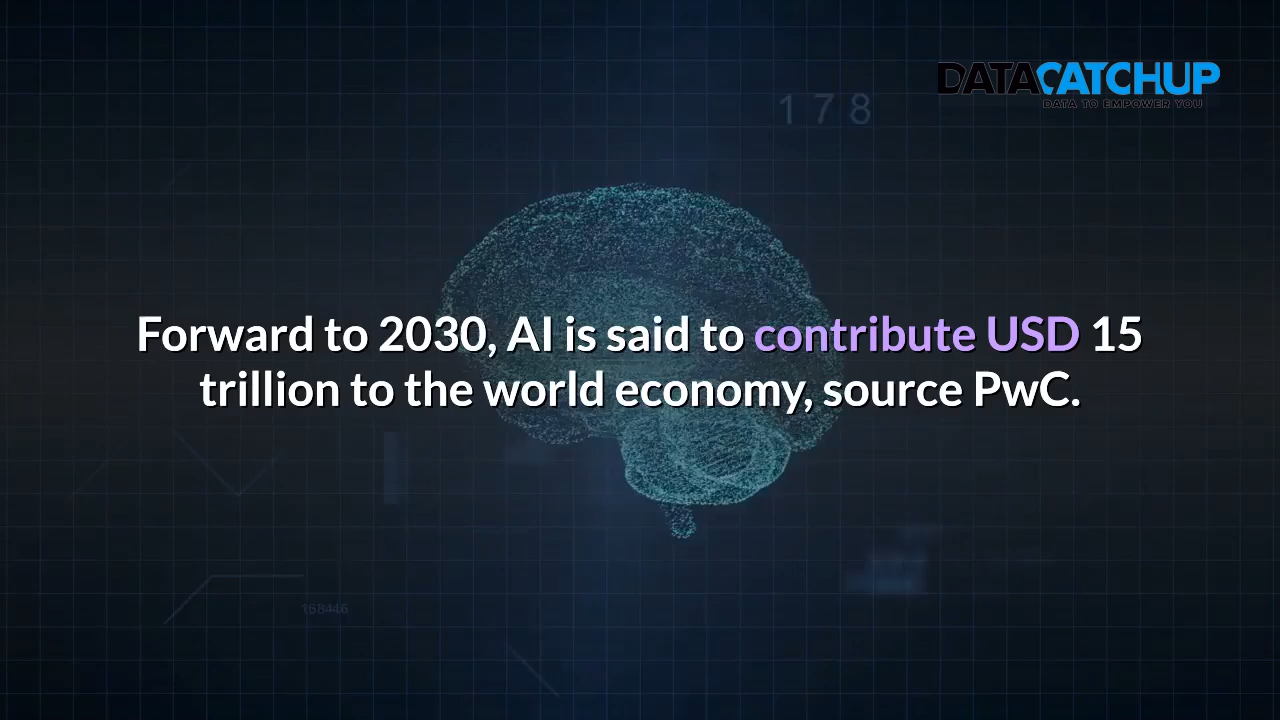 DATACATCHUP
DATA TO EMPOWER YOU
178
Forward to 2030, AI is said to contribute USD 15
trillion to the world economy, source PwC.
168446